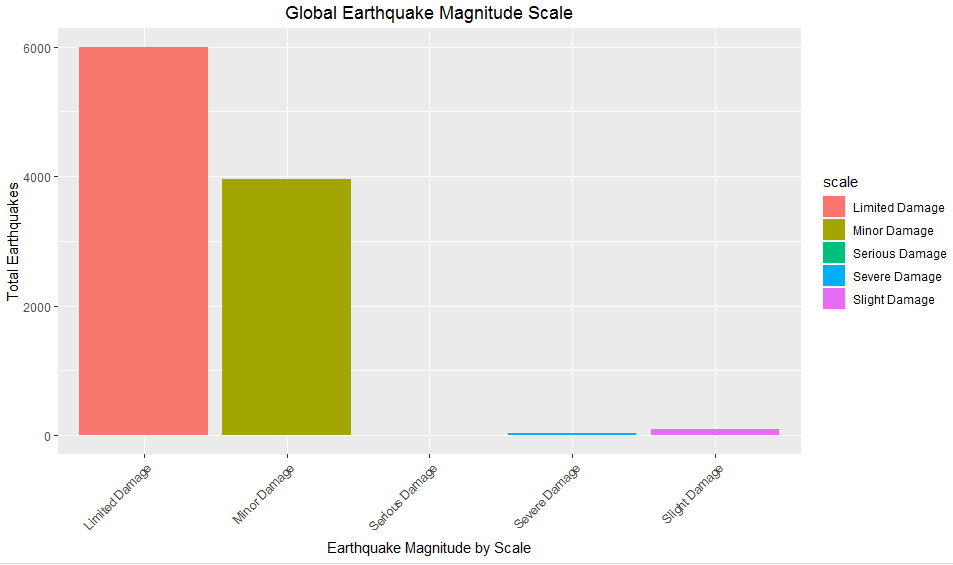 Global Earthquake Magnitude Scale
Total Earthquakes
6000
4000
2000
0
Limited Damage
Minor Damage
Serious Damage
Severe Damage
Slight Damage
Earthquake Magnitude by Scale
scale
Limited Damage
Minor Damage
Serious Damage
Severe Damage
Slight Damage